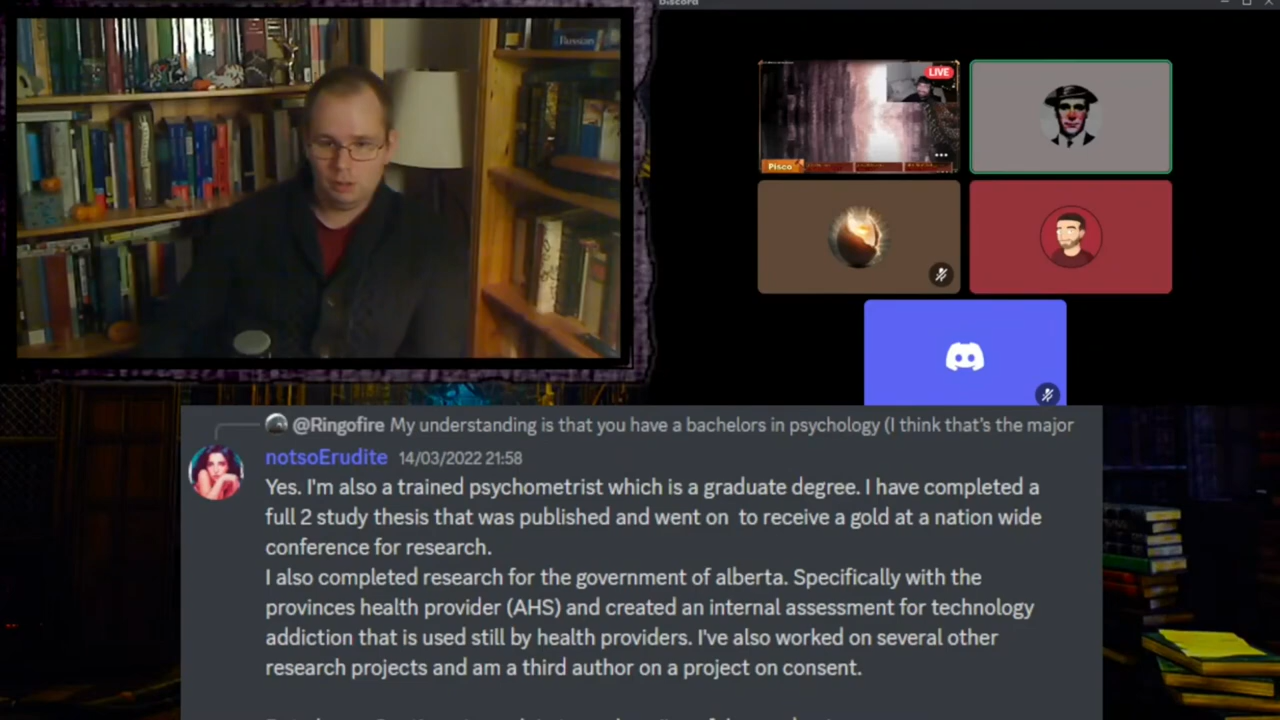 Discord
Russian
LIVE
Pisco
@Ringofire My understanding is that you have a bachelors in psychology (I think that's the major
notsoErudite 14/03/2022 21:58
Yes. I'm also a trained psychometrist which is a graduate degree. I have completed a
full 2 study thesis that was published and went on to receive a gold at a nation wide
conference for research.
I also completed research for the government of alberta. Specifically with the
provinces health provider (AHS) and created an internal assessment for technology
addiction that is used still by health providers. I've also worked on several other
research projects and am a third author on a project on consent.